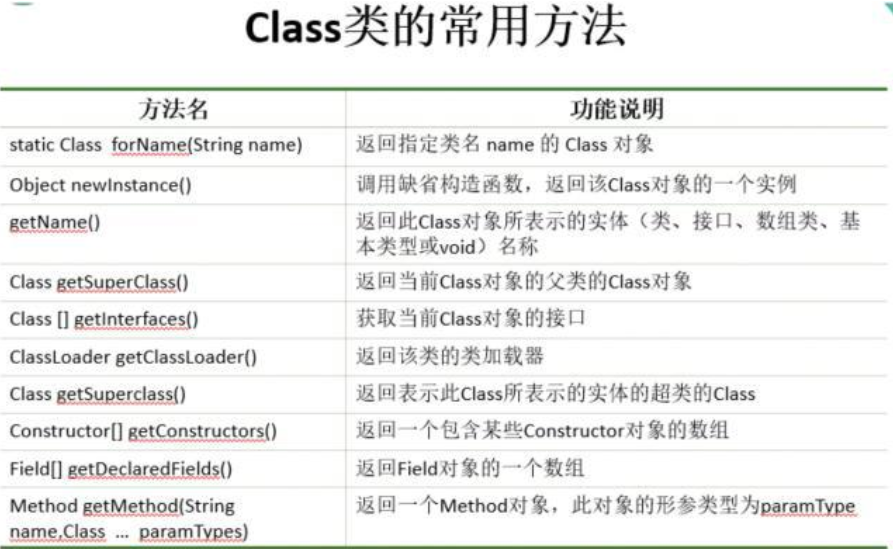 Class类的常用方法
方法名 功能说明
static Class forName(String name) 返回指定类名 name 的 Class 对象
Object newInstance() 调用缺省构造函数，返回该Class对象的一个实例
getName() 返回此Class对象所表示的实体（类、接口、数组类、基
本类型或void）名称
Class getSuperClass() 返回当前Class对象的父类的Class对象
Class [] getInterfaces() 获取当前Class对象的接口
ClassLoader getClassLoader() 返回该类的类加载器
Class getSuperclass() 返回表示此Class所表示的实体的超类的Class
Constructor[] getConstructors() 返回一个包含某些Constructor对象的数组
Field[] getDeclaredFields() 返回Field对象的一个数组
Method getMethod(String 返回一个Method对象，此对象的形参类型为paramType
name,Class … paramTypes)